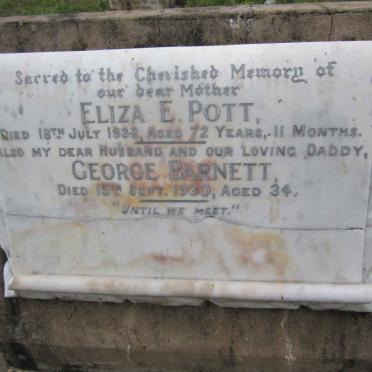 Sacred to the Cherished Memory of
our dear Mother
ELIZA E. POTT,
DIED 18TH JULY 1932, AGED 72 YEARS, 11 MONTHS.
ALSO MY DEAR HUSBAND AND OUR LOVING DADDY,
GEORGE BARNETT,
DIED 15TH SEPT. 1930, AGED 34.
"UNTIL WE MEET."